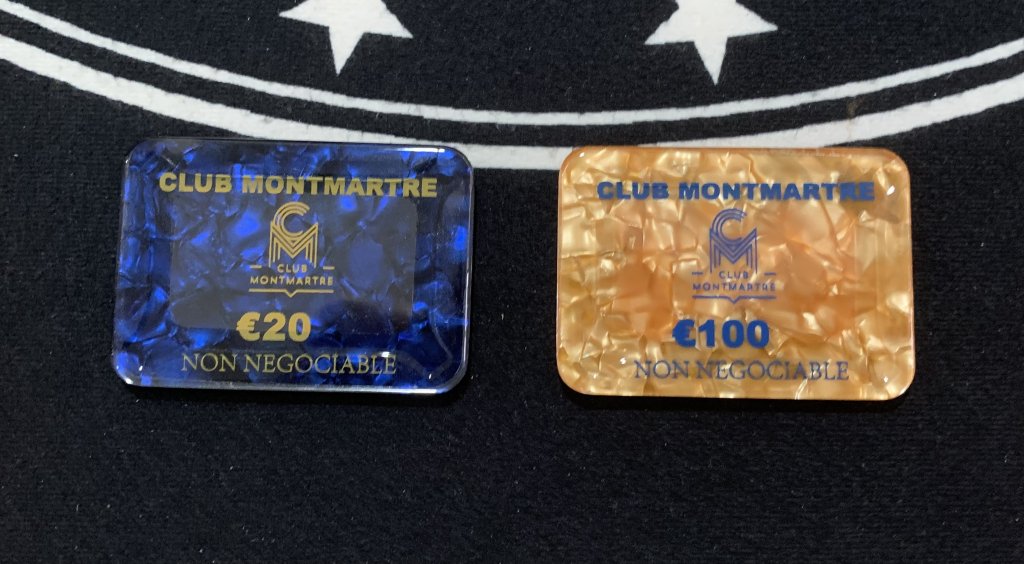 CLUB MONTMARTRE
CM
CLUB
MONTMARTRE
€20
NON NEGOCIABLE
CLUB MONTMARTRE
CM
CLUB
MONTMARTRE
€100
NON NEGOCIABLE